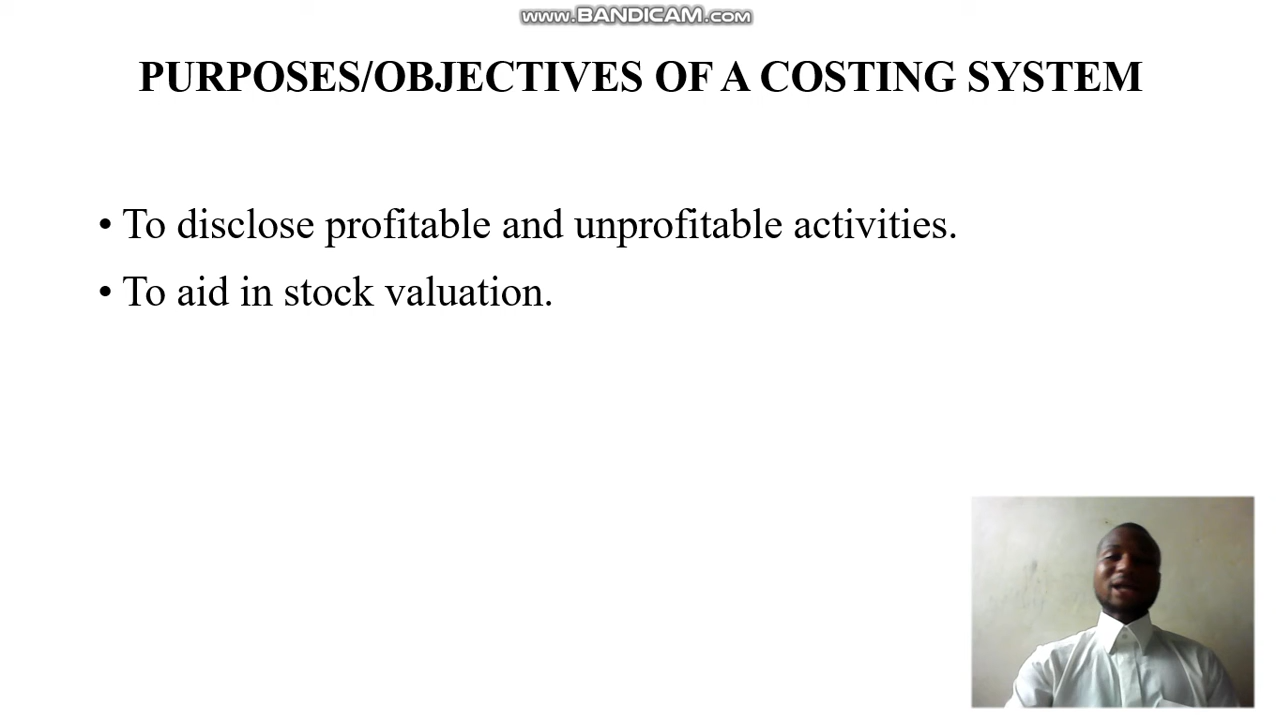 www.BANDICAM.com
PURPOSES/OBJECTIVES OF A COSTING SYSTEM
• To disclose profitable and unprofitable activities.
• To aid in stock valuation.